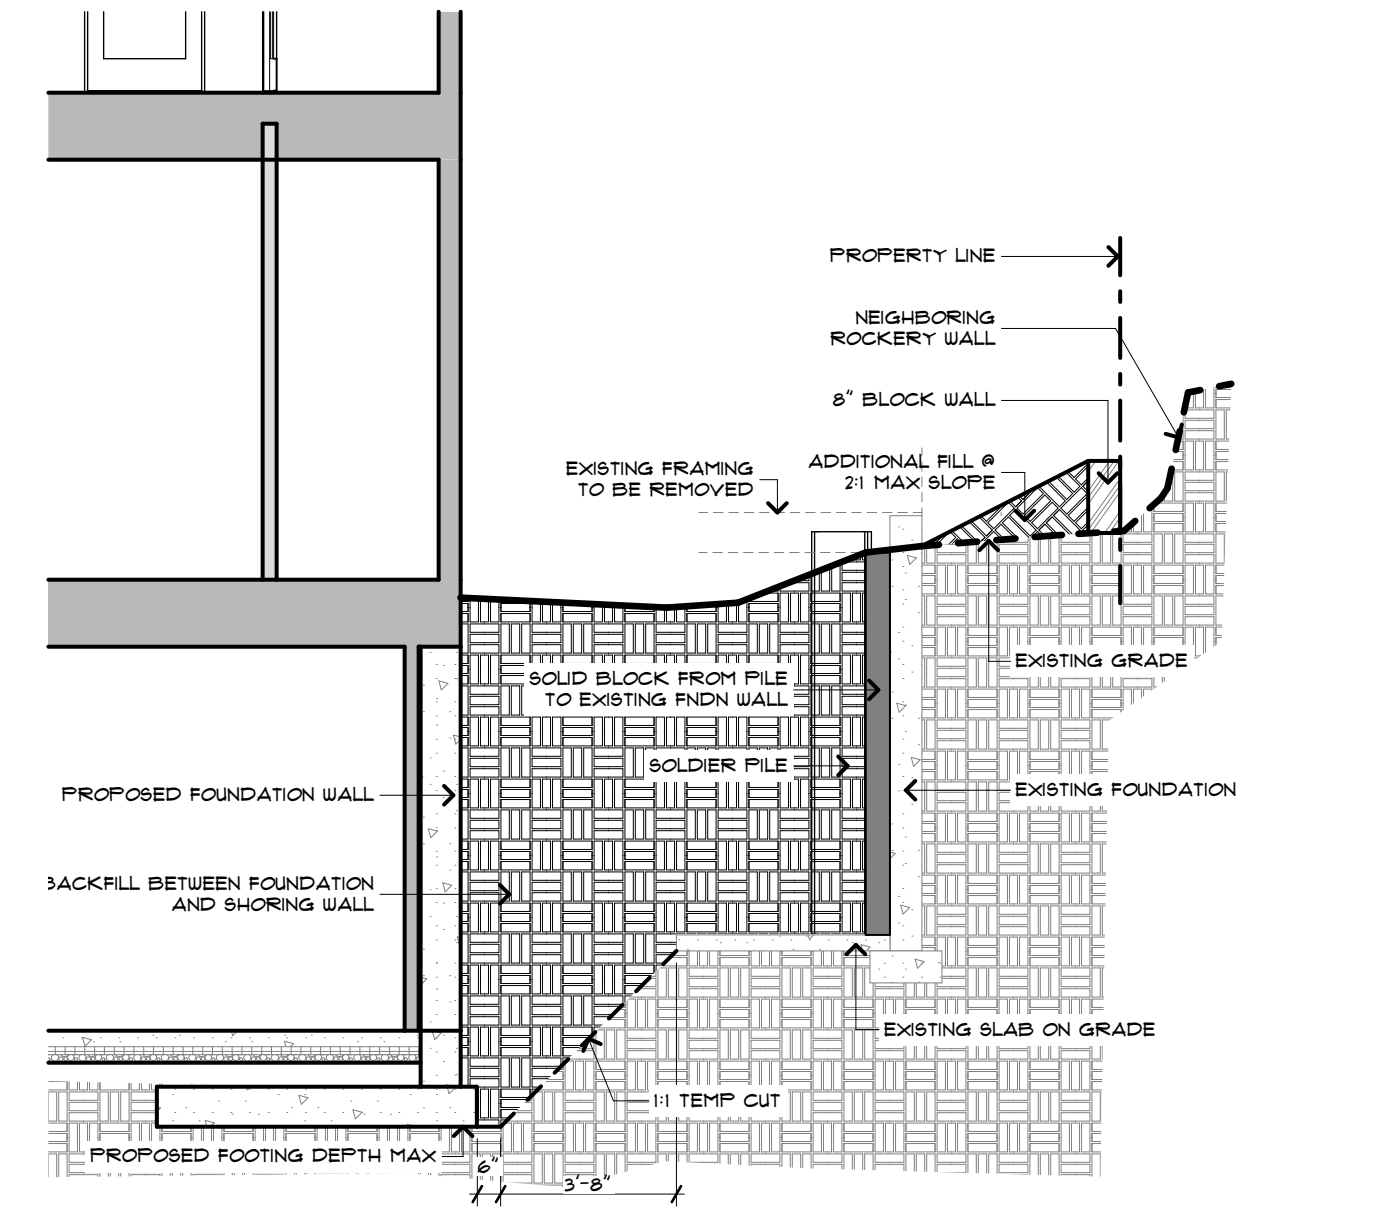 PROPERTY LINE
NEIGHBORING
ROCKERY WALL
8" BLOCK WALL
EXISTING FRAMING
TO BE REMOVED
ADDITIONAL FILL @
2:1 MAX SLOPE
EXISTING GRADE
SOLID BLOCK FROM PILE
TO EXISTING FNDN WALL
SOLDIER PILE
EXISTING FOUNDATION
PROPOSED FOUNDATION WALL
BACKFILL BETWEEN FOUNDATION
AND SHORING WALL
EXISTING SLAB ON GRADE
1:1 TEMP CUT
PROPOSED FOOTING DEPTH MAX
6"
3'-8"